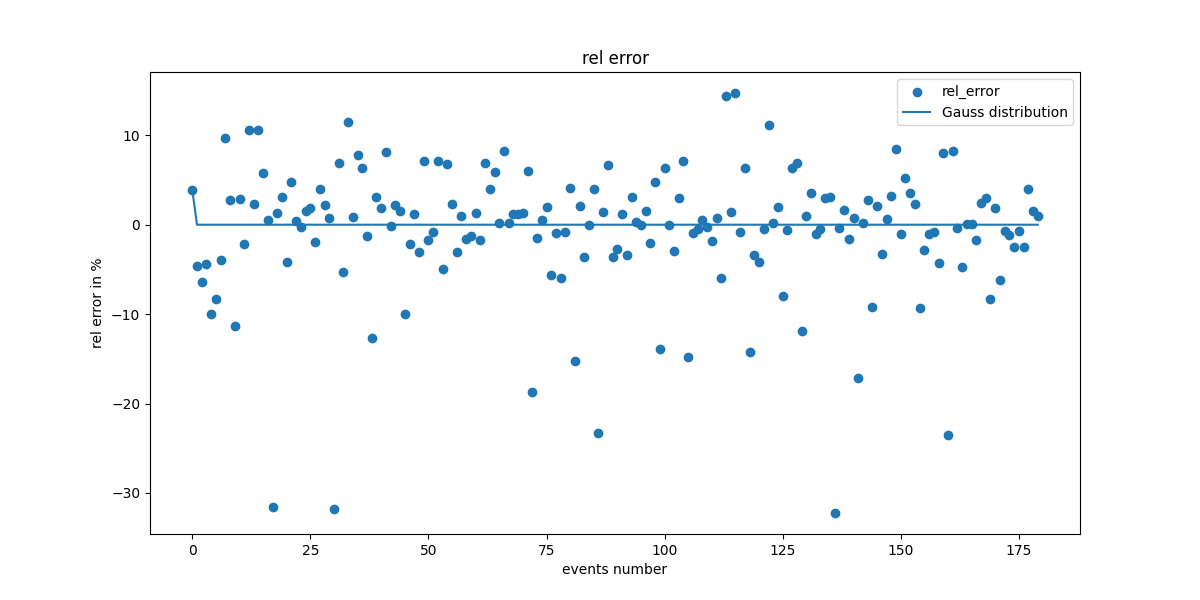 rel error
rel_error
Gauss distribution
rel error in %
10
0
−10
−20
−30
0 25 50 75 100 125 150 175
events number